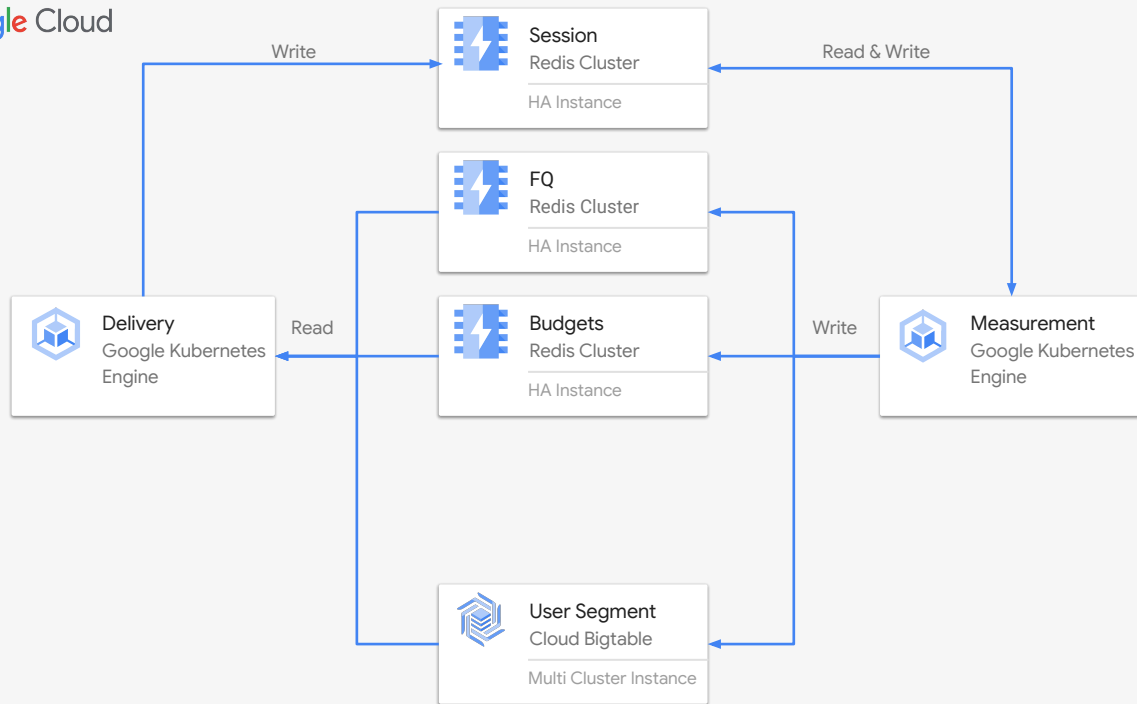 gle Cloud
Write
Session
Redis Cluster
HA Instance
Read & Write
FQ
Redis Cluster
HA Instance
Delivery
Google Kubernetes
Engine
Read
Budgets
Redis Cluster
HA Instance
Write
Measurement
Google Kubernetes
Engine
User Segment
Cloud Bigtable
Multi Cluster Instance